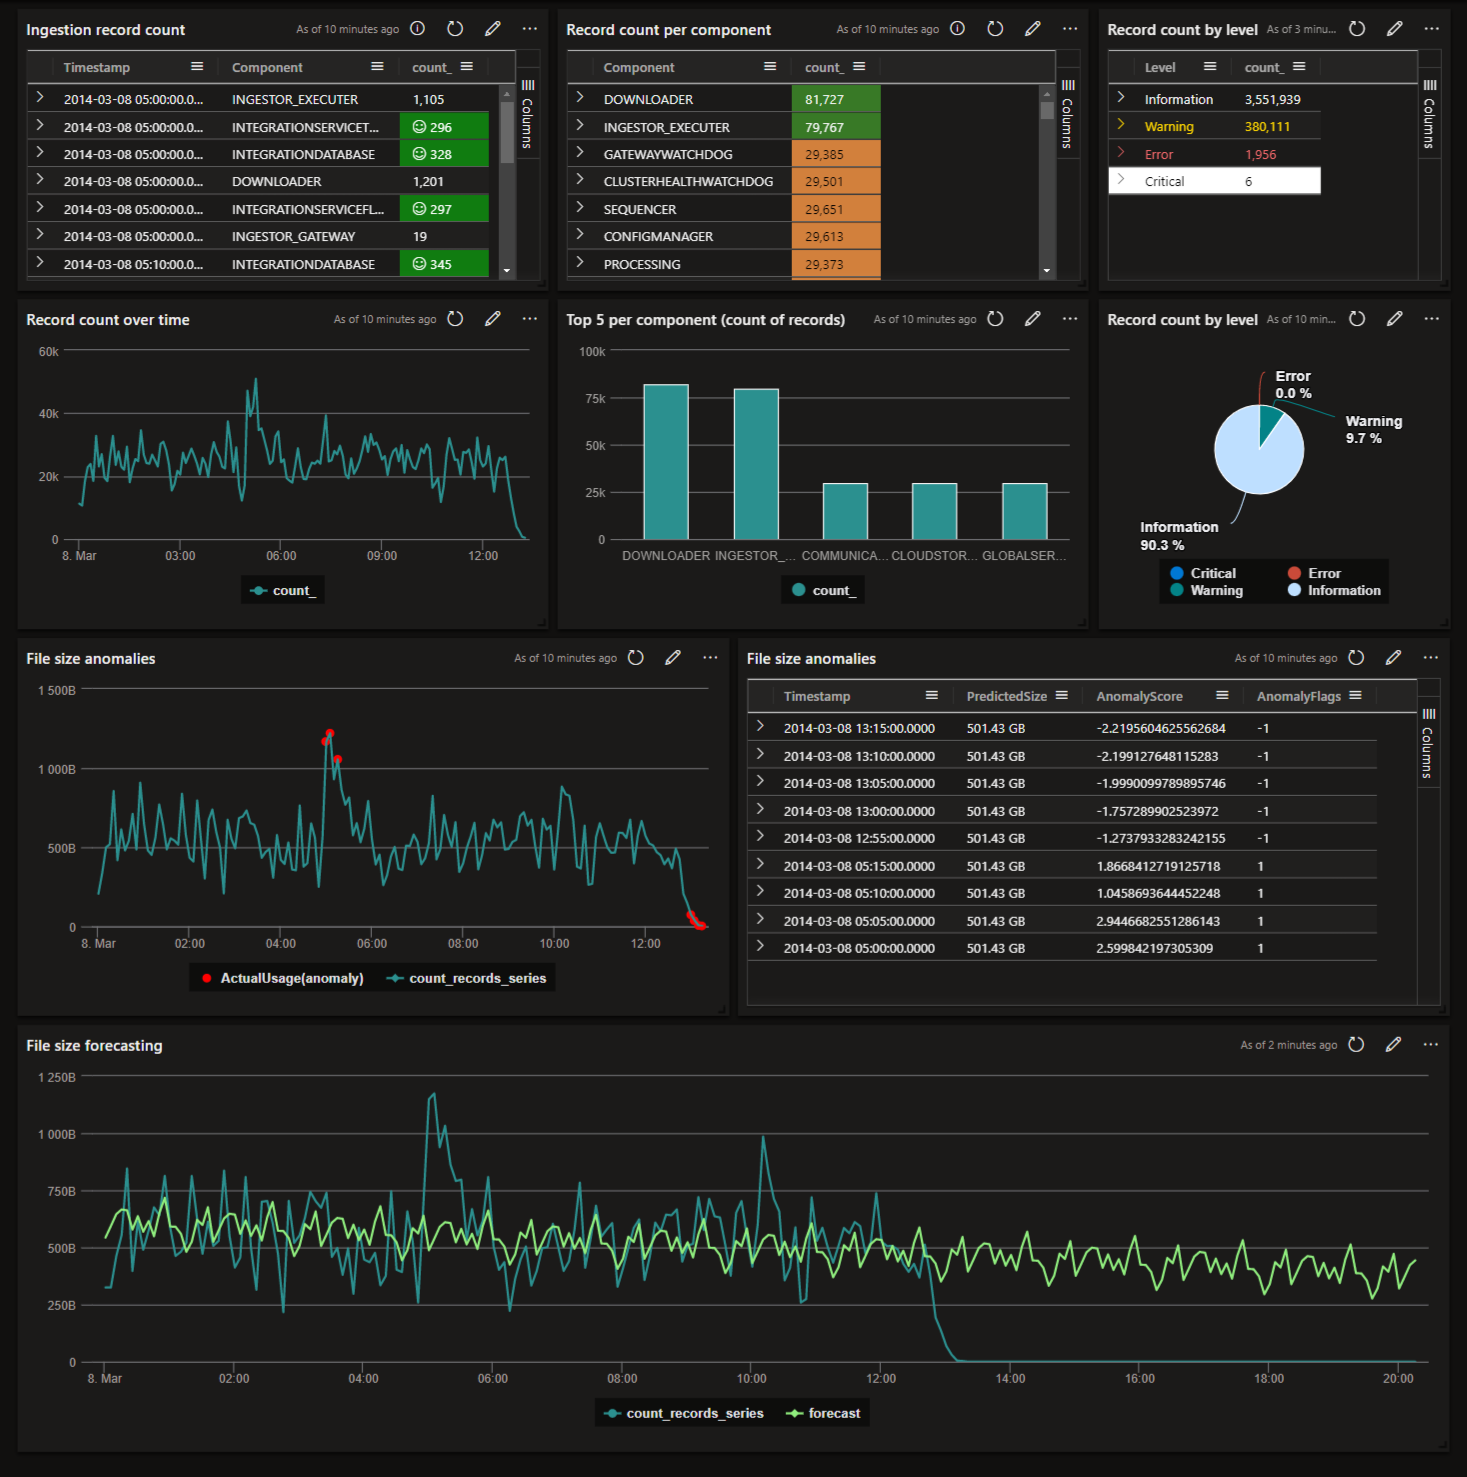 Ingestion record count As of 10 minutes ago
Timestamp Component count_
2014-03-08 05:00:00.0... INGESTOR_EXECUTER 1,105
2014-03-08 05:00:00.0... INTEGRATIONSERVICET... 296
2014-03-08 05:00:00.0... INTEGRATIONDATABASE 328
2014-03-08 05:00:00.0... DOWNLOADER 1,201
2014-03-08 05:00:00.0... INTEGRATIONSERVICEFL... 297
2014-03-08 05:00:00.0... INGESTOR_GATEWAY 19
2014-03-08 05:10:00.0... INTEGRATIONDATABASE 345
Columns
Record count per component As of 10 minutes ago
Component count_
DOWNLOADER 81,727
INGESTOR_EXECUTER 79,767
GATEWAYWATCHDOG 29,385
CLUSTERHEALTHWATCHDOG 29,501
SEQUENCER 29,651
CONFIGMANAGER 29,613
PROCESSING 29,373
Columns
Record count by level As of 3 minu...
Level count_
Information 3,551,939
Warning 380,111
Error 1,956
Critical 6
Columns
Record count over time As of 10 minutes ago
60k
40k
20k
0
8. Mar 03:00 06:00 09:00 12:00
count_
Top 5 per component (count of records) As of 10 minutes ago
100k
75k
50k
25k
0
DOWNLOADER INGESTOR_... COMMUNICA... CLOUDSTOR... GLOBALSER...
count_
Record count by level As of 10 min...
Error
0.0 %
Warning
9.7 %
Information
90.3 %
Critical Error
Warning Information
File size anomalies As of 10 minutes ago
1 500B
1 000B
500B
0
8. Mar 02:00 04:00 06:00 08:00 10:00 12:00
ActualUsage(anomaly) count_records_series
File size anomalies As of 10 minutes ago
Timestamp PredictedSize AnomalyScore AnomalyFlags
2014-03-08 13:15:00.0000 501.43 GB -2.2195604625562684 -1
2014-03-08 13:10:00.0000 501.43 GB -2.199127648115283 -1
2014-03-08 13:05:00.0000 501.43 GB -1.9990099789895746 -1
2014-03-08 13:00:00.0000 501.43 GB -1.757289902523972 -1
2014-03-08 12:55:00.0000 501.43 GB -1.2737933283242155 -1
2014-03-08 05:15:00.0000 501.43 GB 1.8668412719125718 1
2014-03-08 05:10:00.0000 501.43 GB 1.0458693644452248 1
2014-03-08 05:05:00.0000 501.43 GB 2.9446682551286143 1
2014-03-08 05:00:00.0000 501.43 GB 2.599842197305309 1
Columns
File size forecasting As of 2 minutes ago
1 250B
1 000B
750B
500B
250B
0
8. Mar 02:00 04:00 06:00 08:00 10:00 12:00 14:00 16:00 18:00 20:00
count_records_series forecast